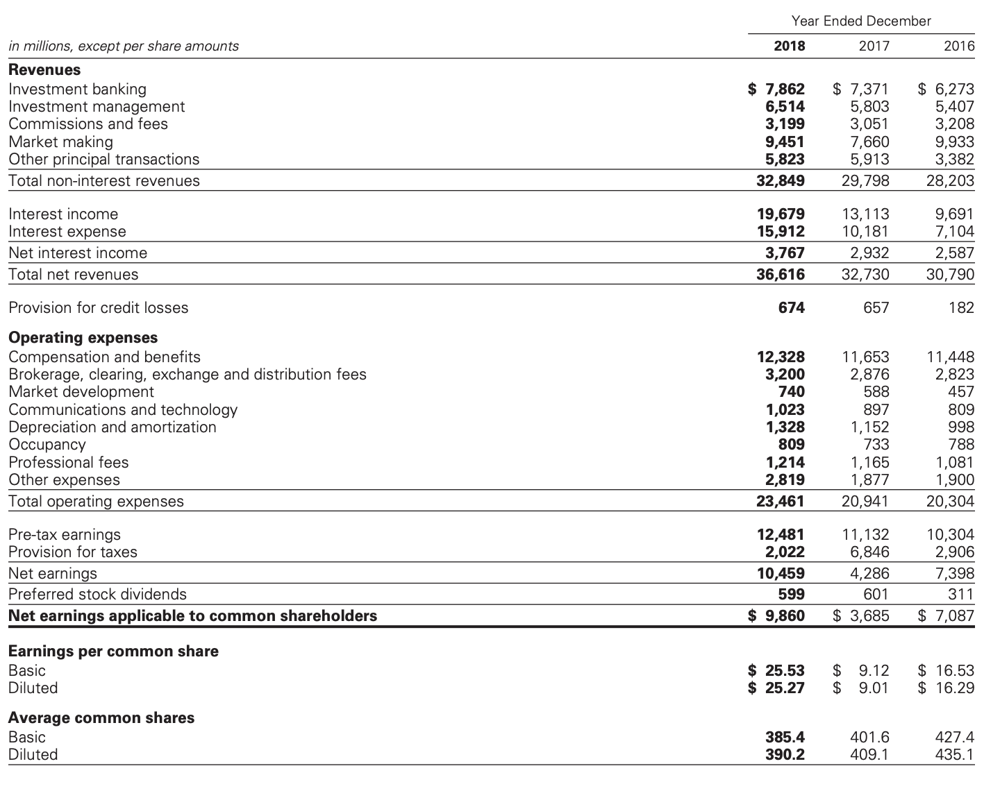 Year Ended December
in millions, except per share amounts 2018 2017 2016
Revenues
Investment banking $ 7,862 $ 7,371 $ 6,273
Investment management 6,514 5,803 5,407
Commissions and fees 3,199 3,051 3,208
Market making 9,451 7,660 9,933
Other principal transactions 5,823 5,913 3,382
Total non-interest revenues 32,849 29,798 28,203
Interest income 19,679 13,113 9,691
Interest expense 15,912 10,181 7,104
Net interest income 3,767 2,932 2,587
Total net revenues 36,616 32,730 30,790
Provision for credit losses 674 657 182
Operating expenses
Compensation and benefits 12,328 11,653 11,448
Brokerage, clearing, exchange and distribution fees 3,200 2,876 2,823
Market development 740 588 457
Communications and technology 1,023 897 809
Depreciation and amortization 1,328 1,152 998
Occupancy 809 733 788
Professional fees 1,214 1,165 1,081
Other expenses 2,819 1,877 1,900
Total operating expenses 23,461 20,941 20,304
Pre-tax earnings 12,481 11,132 10,304
Provision for taxes 2,022 6,846 2,906
Net earnings 10,459 4,286 7,398
Preferred stock dividends 599 601 311
Net earnings applicable to common shareholders $ 9,860 $ 3,685 $ 7,087
Earnings per common share
Basic $ 25.53 $ 9.12 $ 16.53
Diluted $ 25.27 $ 9.01 $ 16.29
Average common shares
Basic 385.4 401.6 427.4
Diluted 390.2 409.1 435.1